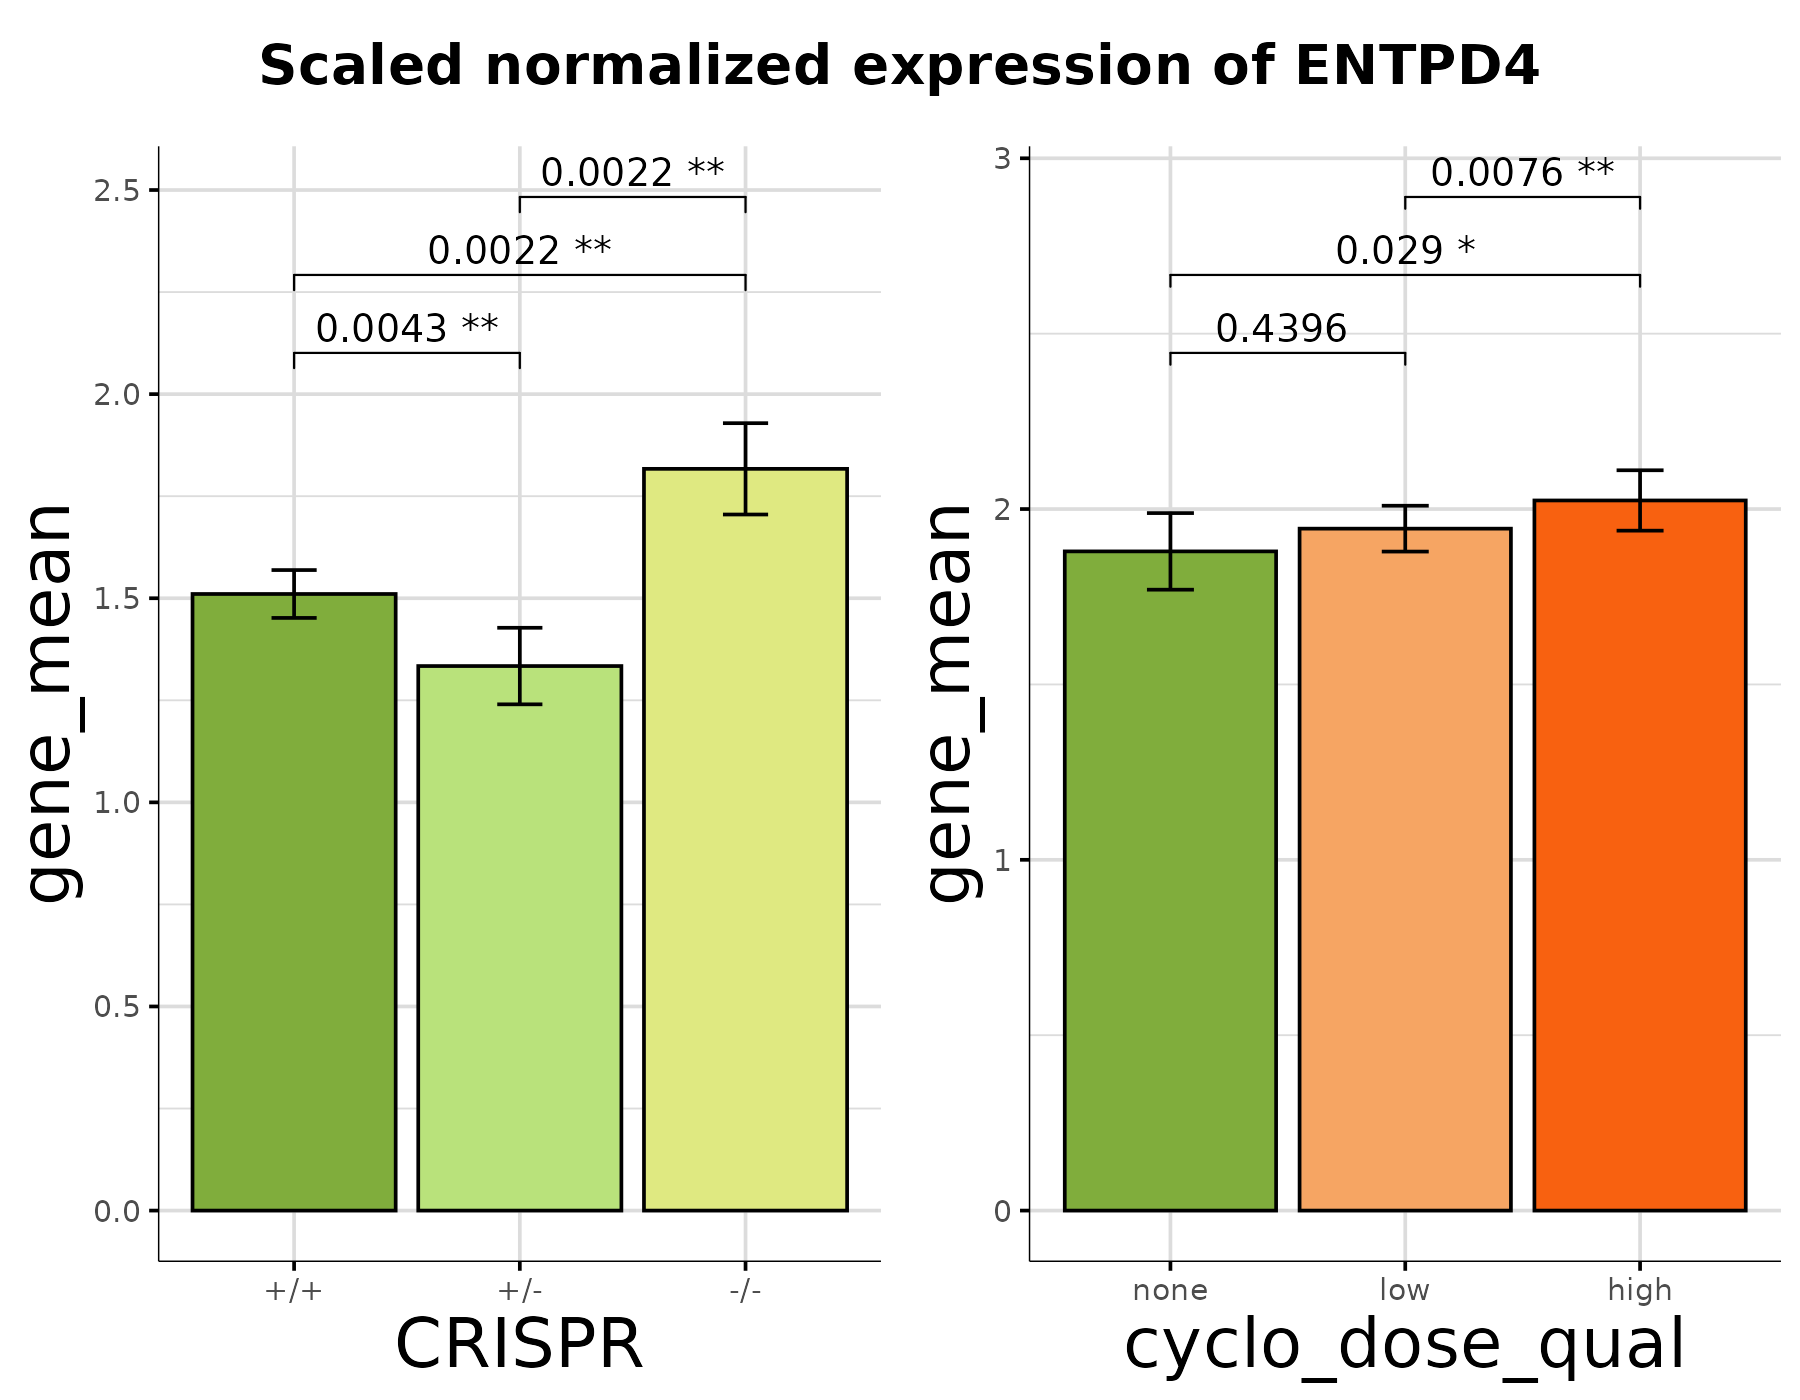 Scaled normalized expression of ENTPD4
gene_mean
2.5
2.0
1.5
1.0
0.5
0.0
0.0022 **
0.0022 **
0.0043 **
+/+ +/- -/-
CRISPR
gene_mean
3
2
1
0
0.0076 **
0.029 *
0.4396
none low high
cyclo_dose_qual